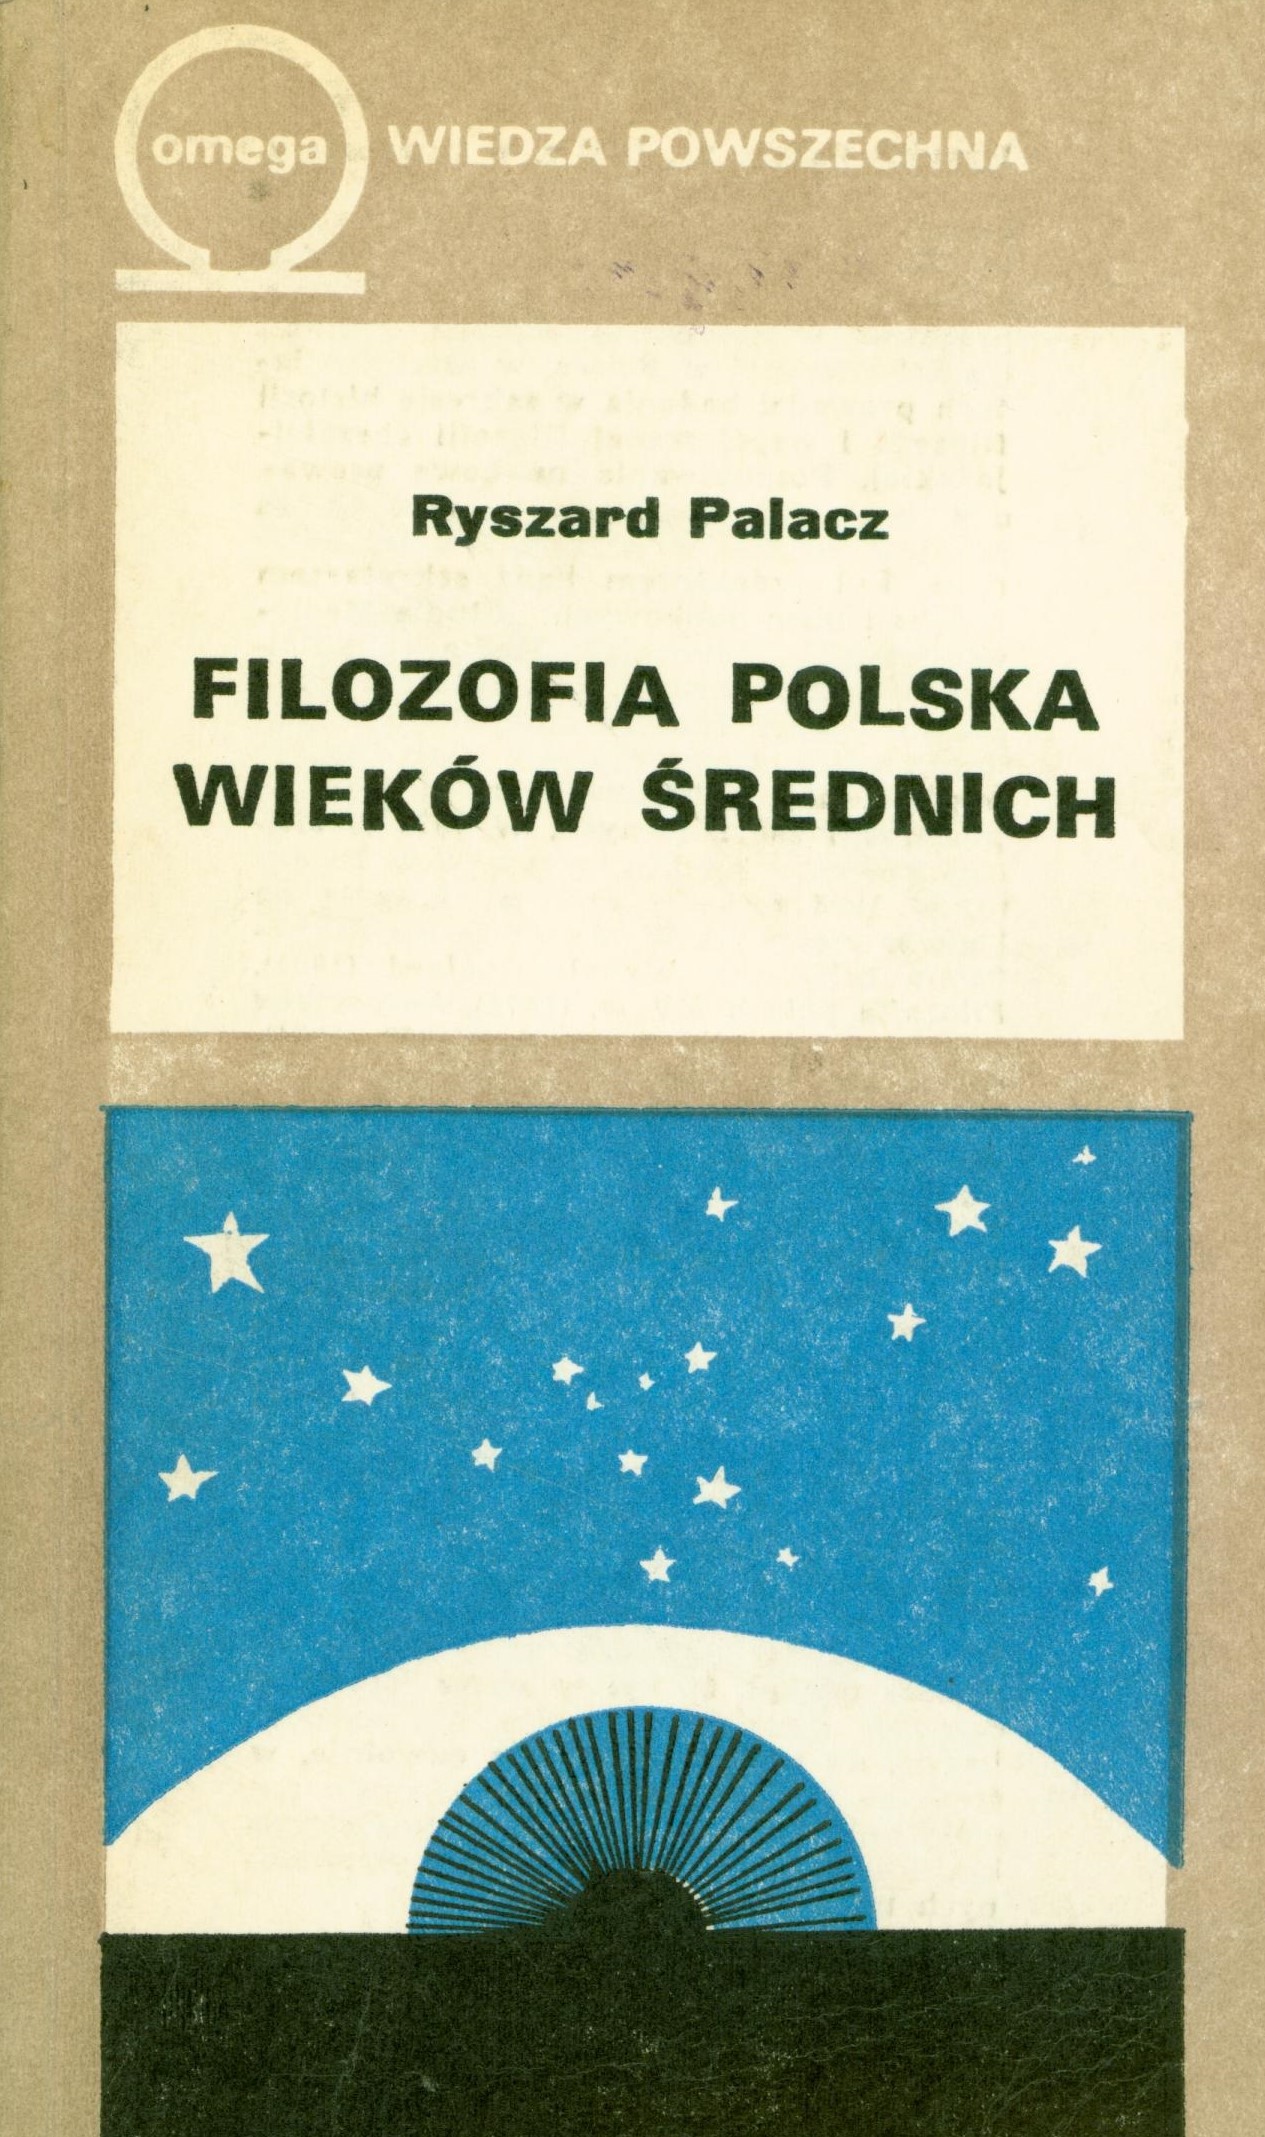 omega
WIEDZA POWSZECHNA
Ryszard Palacz
FILOZOFIA POLSKA
WIEKÓW ŚREDNICH